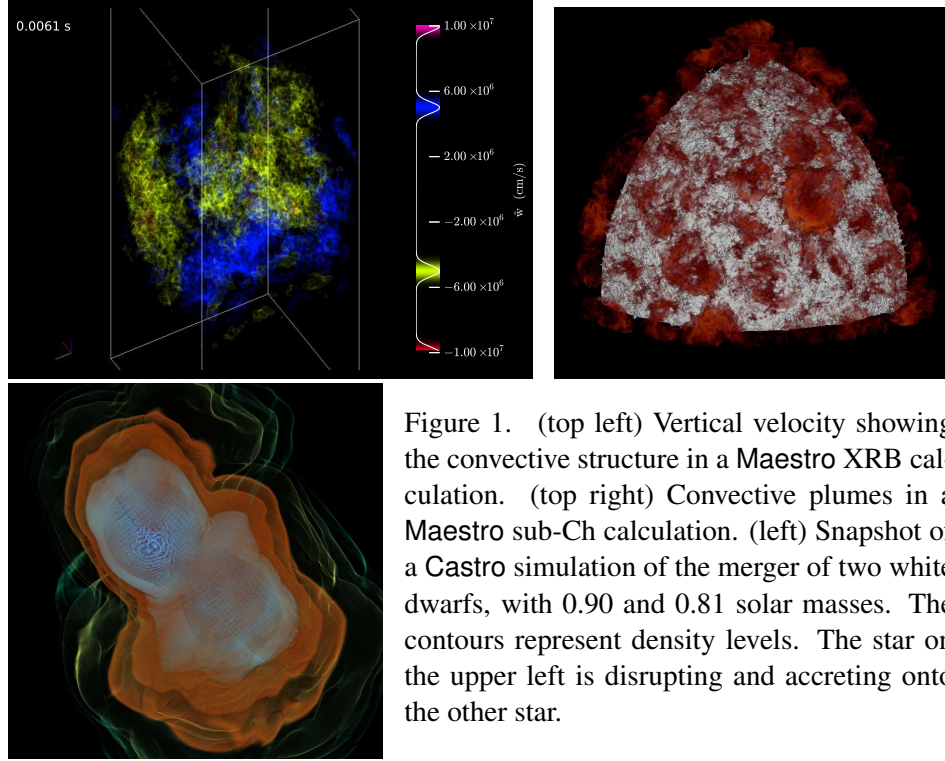 0.0061 s
1.00 ×10⁷
6.00 ×10⁶
2.00 ×10⁶
−2.00 ×10⁶
−6.00 ×10⁶
−1.00 ×10⁷
w̃ (cm/s)
Figure 1. (top left) Vertical velocity showing
the convective structure in a Maestro XRB cal-
culation. (top right) Convective plumes in a
Maestro sub-Ch calculation. (left) Snapshot of
a Castro simulation of the merger of two white
dwarfs, with 0.90 and 0.81 solar masses. The
contours represent density levels. The star on
the upper left is disrupting and accreting onto
the other star.